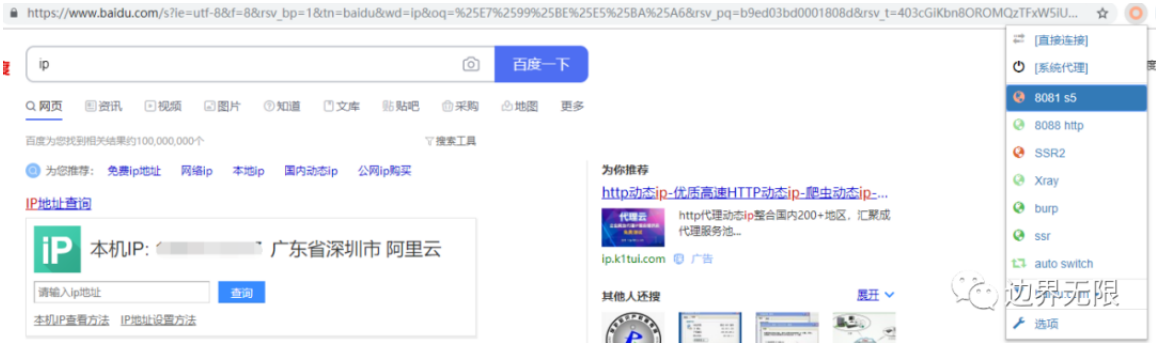 https://www.baidu.com/s?ie=utf-8&f=8&rsv_bp=1&tn=baidu&wd=ip&oq=%25E7%2599%25BE%25E5%25BA%25A6&rsv_pq=b9ed03bd0001808d&rsv_t=403cGiKbn8OROMQzTFxW5iU...
ip
百度一下
网页 资讯 视频 图片 知道 文库 贴吧 采购 地图 更多
百度为您找到相关结果约100,000,000个
搜索工具
为您推荐: 免费ip地址 网络ip 本地ip 国内动态ip 公网ip购买
IP地址查询
iP
本机IP: 广东省深圳市 阿里云
请输入ip地址
查询
本机IP查看方法 IP地址设置方法
为你推荐
http动态ip-优质高速HTTP动态ip-爬虫动态ip-...
代理云
http代理动态ip整合国内200+地区，汇聚成
代理服务池...
ip.k1tui.com 广告
其他人还搜
展开
[直接连接]
[系统代理]
8081 s5
8088 http
SSR2
Xray
burp
ssr
auto switch
边界无限
选项